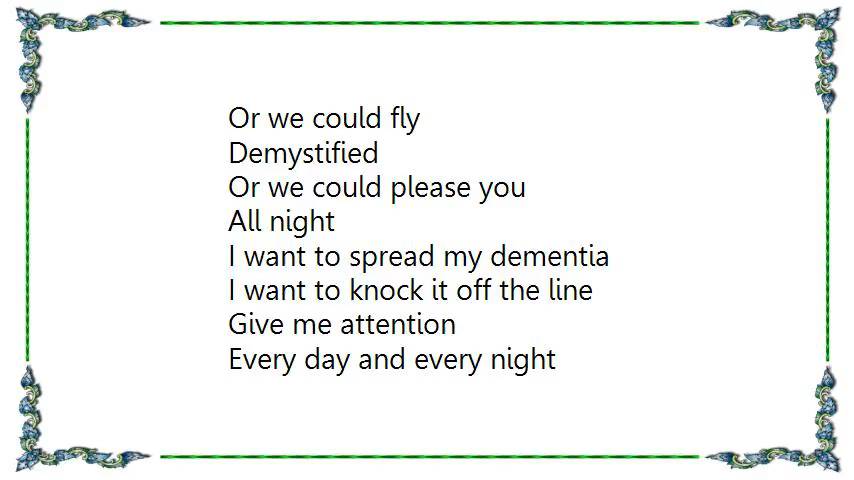 Or we could fly
Demystified
Or we could please you
All night
I want to spread my dementia
I want to knock it off the line
Give me attention
Every day and every night